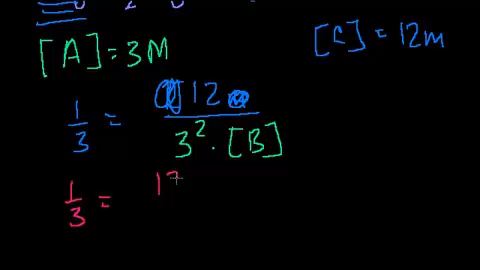 [A] = 3M
[C] = 12M
1/3 = 12 / 3² · [B]
1/3 = 1